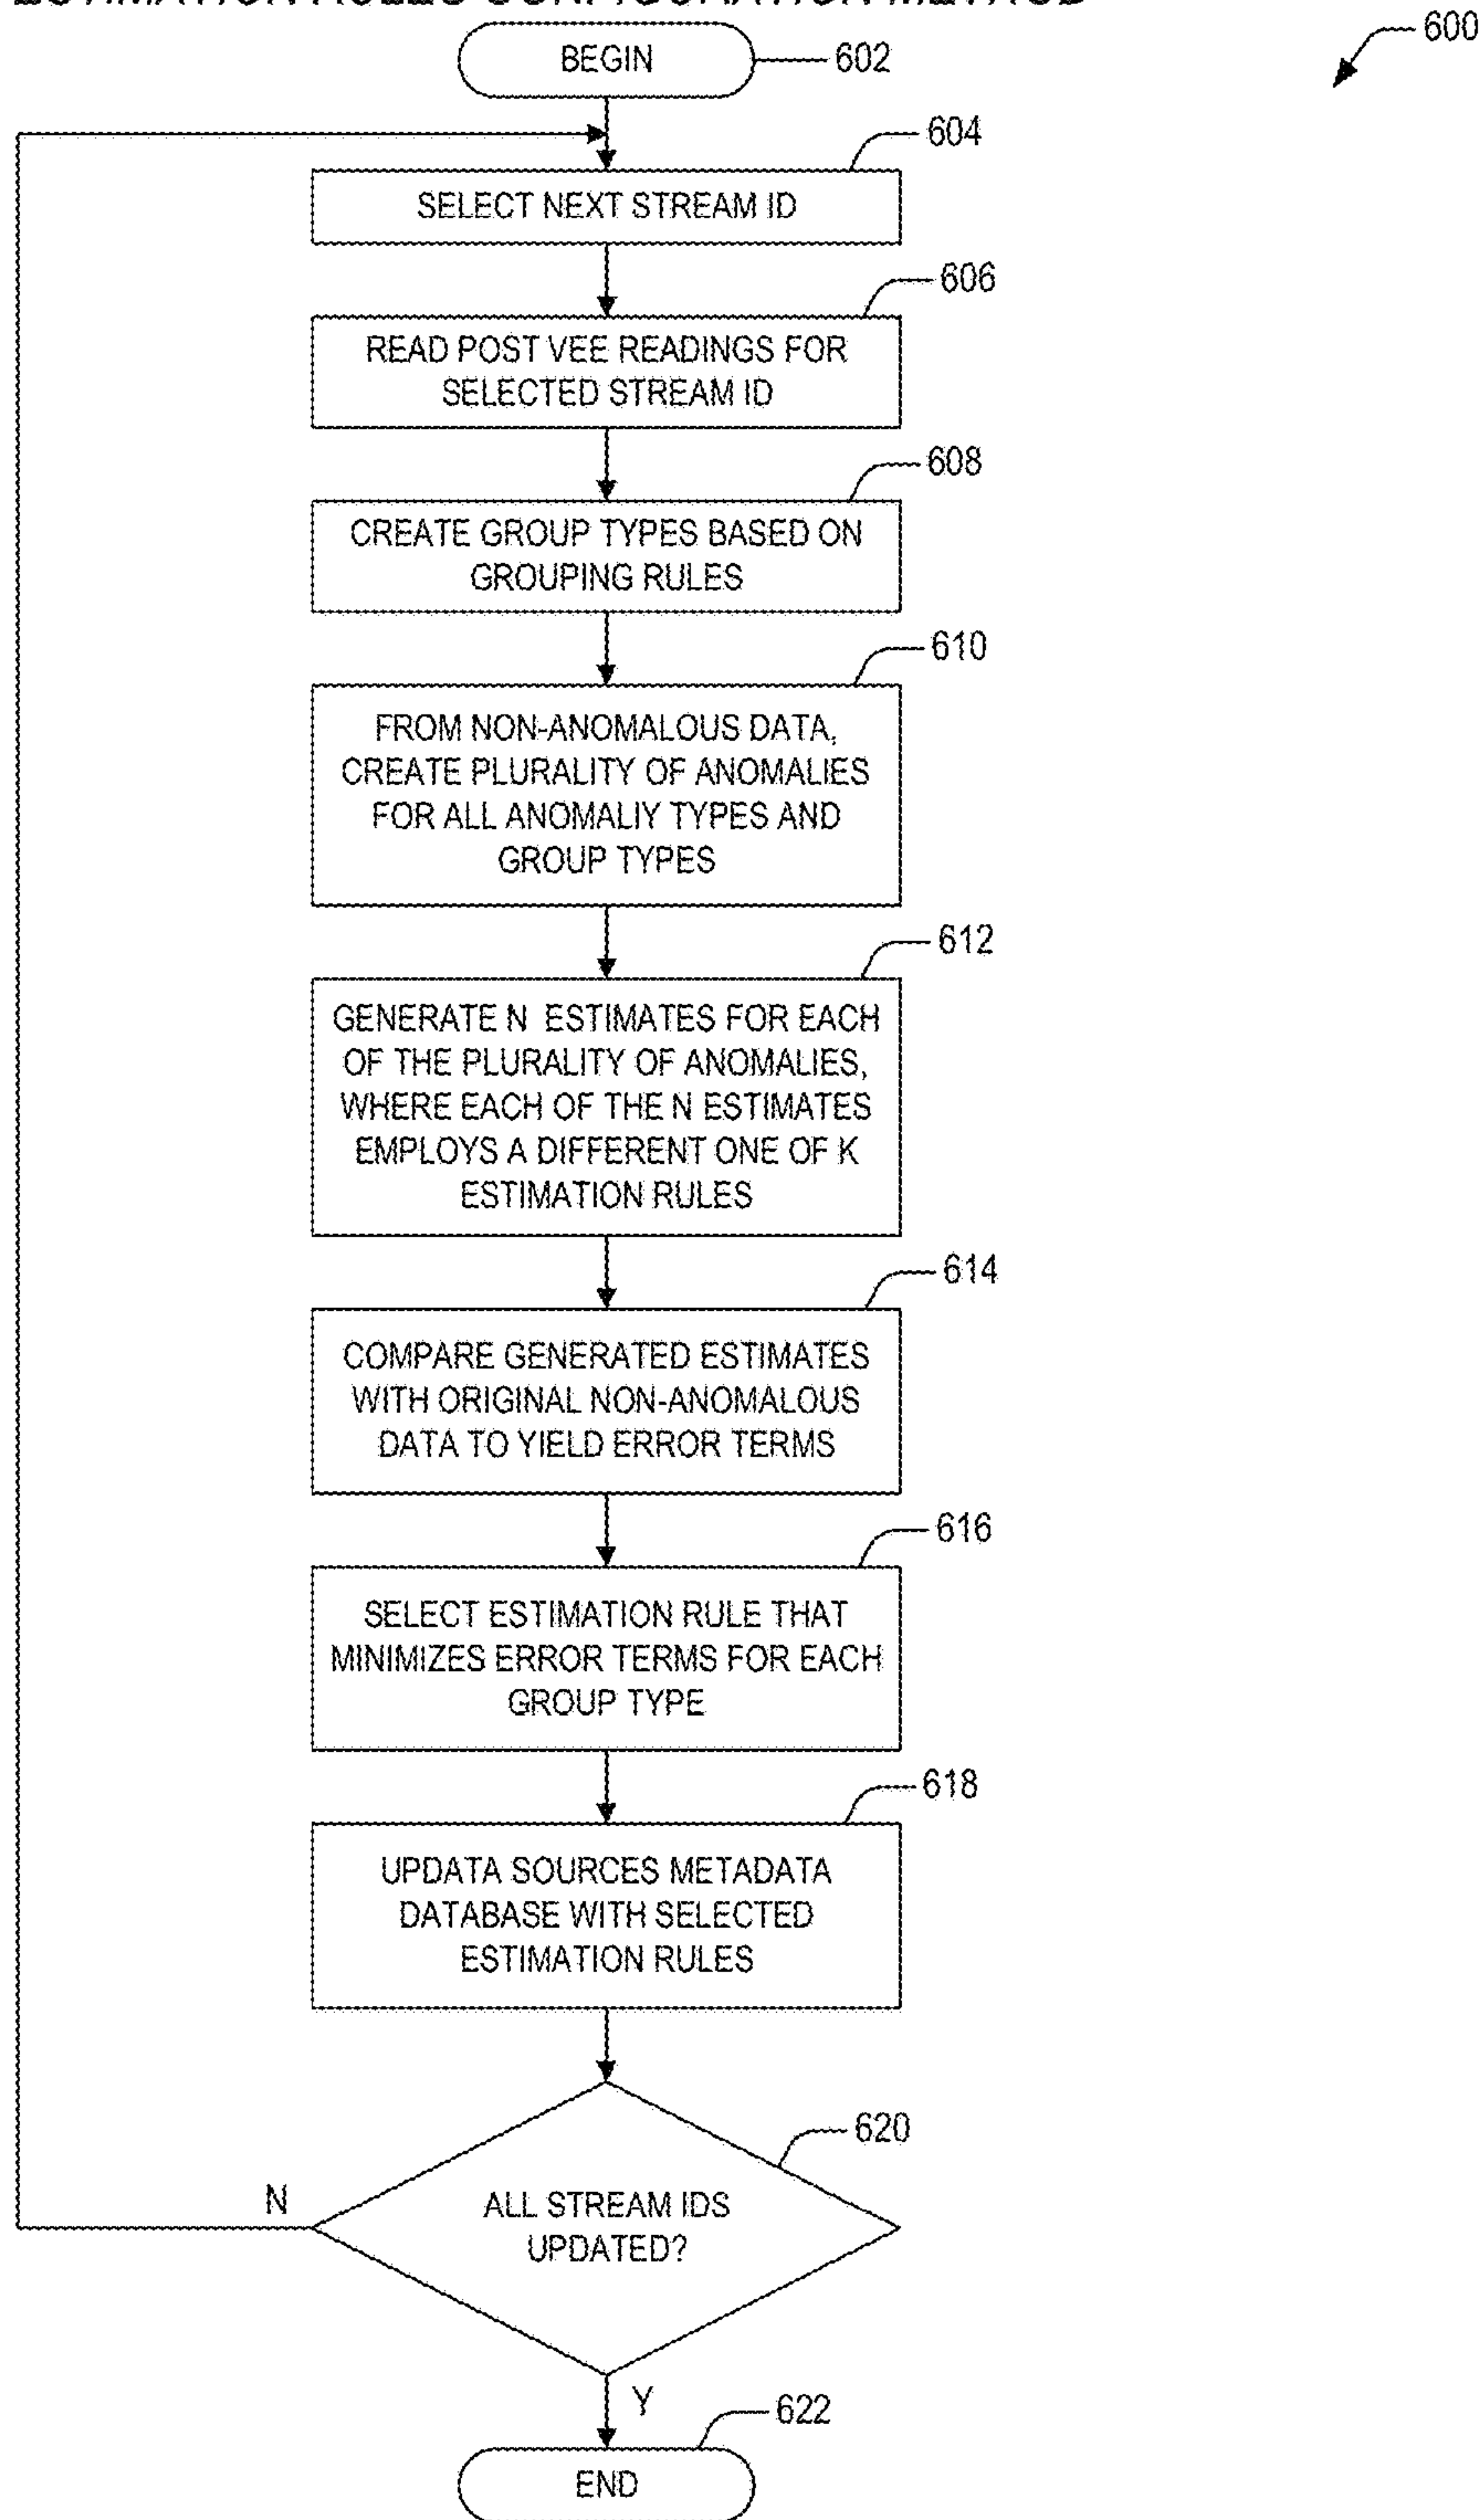 ESTIMATION RULES CONFIGURATION METHOD
600
BEGIN
602
604
SELECT NEXT STREAM ID
606
READ POST VEE READINGS FOR
SELECTED STREAM ID
608
CREATE GROUP TYPES BASED ON
GROUPING RULES
610
FROM NON-ANOMALOUS DATA,
CREATE PLURALITY OF ANOMALIES
FOR ALL ANOMALIY TYPES AND
GROUP TYPES
612
GENERATE N ESTIMATES FOR EACH
OF THE PLURALITY OF ANOMALIES,
WHERE EACH OF THE N ESTIMATES
EMPLOYS A DIFFERENT ONE OF K
ESTIMATION RULES
614
COMPARE GENERATED ESTIMATES
WITH ORIGINAL NON-ANOMALOUS
DATA TO YIELD ERROR TERMS
616
SELECT ESTIMATION RULE THAT
MINIMIZES ERROR TERMS FOR EACH
GROUP TYPE
618
UPDATA SOURCES METADATA
DATABASE WITH SELECTED
ESTIMATION RULES
620
N
ALL STREAM IDS
UPDATED?
Y
622
END